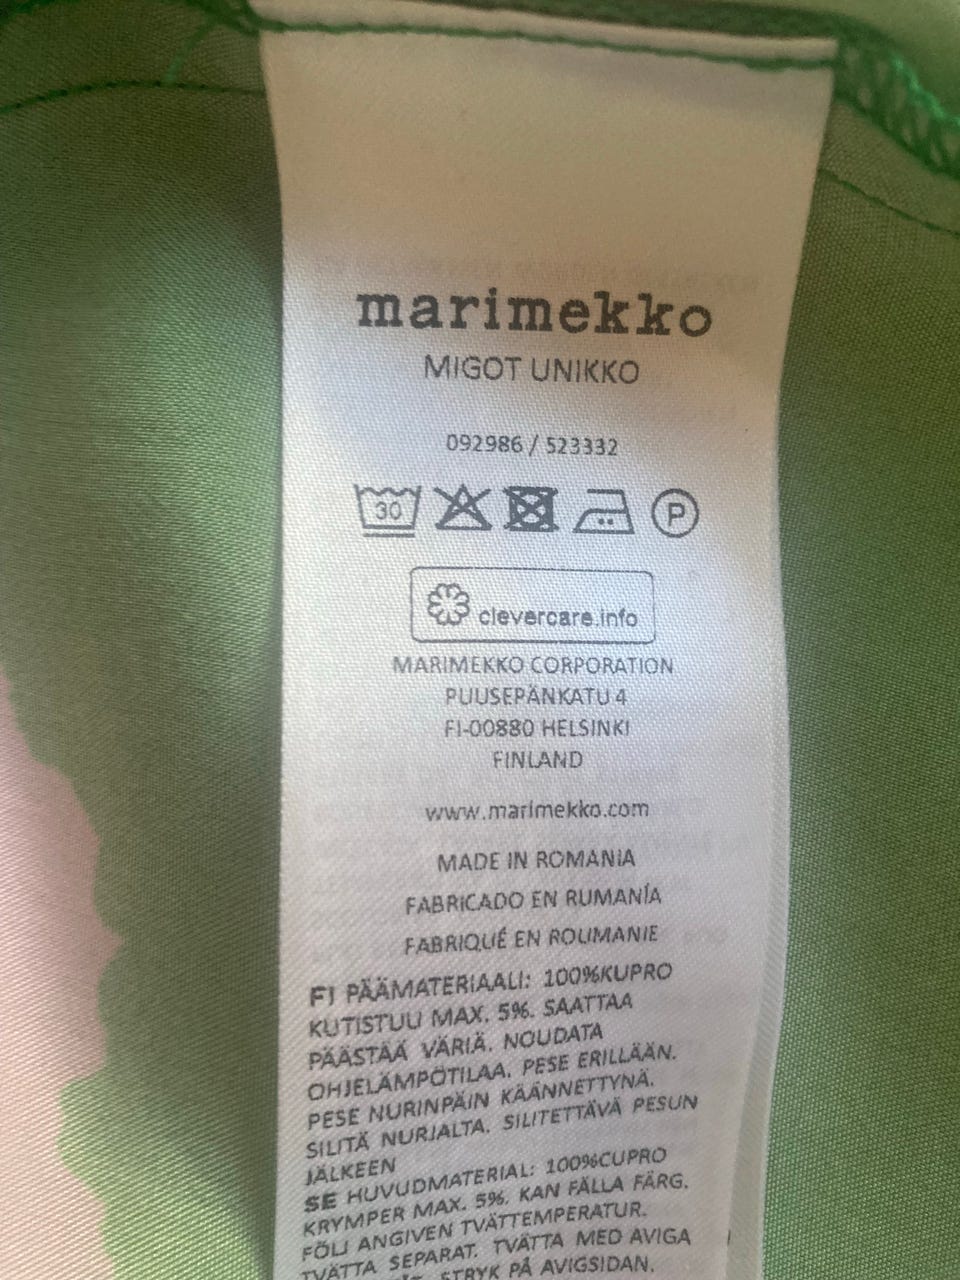 marimekko
MIGOT UNIKKO
092986 / 523332
30 P
clevercare.info
MARIMEKKO CORPORATION
PUUSEPÄNKATU 4
FI-00880 HELSINKI
FINLAND
www.marimekko.com
MADE IN ROMANIA
FABRICADO EN RUMANÍA
FABRIQUÉ EN ROUMANIE
FI PÄÄMATERIAALI: 100%KUPRO
KUTISTUU MAX. 5%. SAATTAA
PÄÄSTÄÄ VÄRIÄ. NOUDATA
OHJELÄMPÖTILAA. PESE ERILLÄÄN.
PESE NURINPÄIN KÄÄNNETTYNÄ.
SILITÄ NURJALTA. SILITETTÄVÄ PESUN
JÄLKEEN
SE HUVUDMATERIAL: 100%CUPRO
KRYMPER MAX. 5%. KAN FÄLLA FÄRG.
FÖLJ ANGIVEN TVÄTTEMPERATUR.
TVÄTTA SEPARAT. TVÄTTA MED AVIGA
STRYK PÅ AVIGSIDAN.